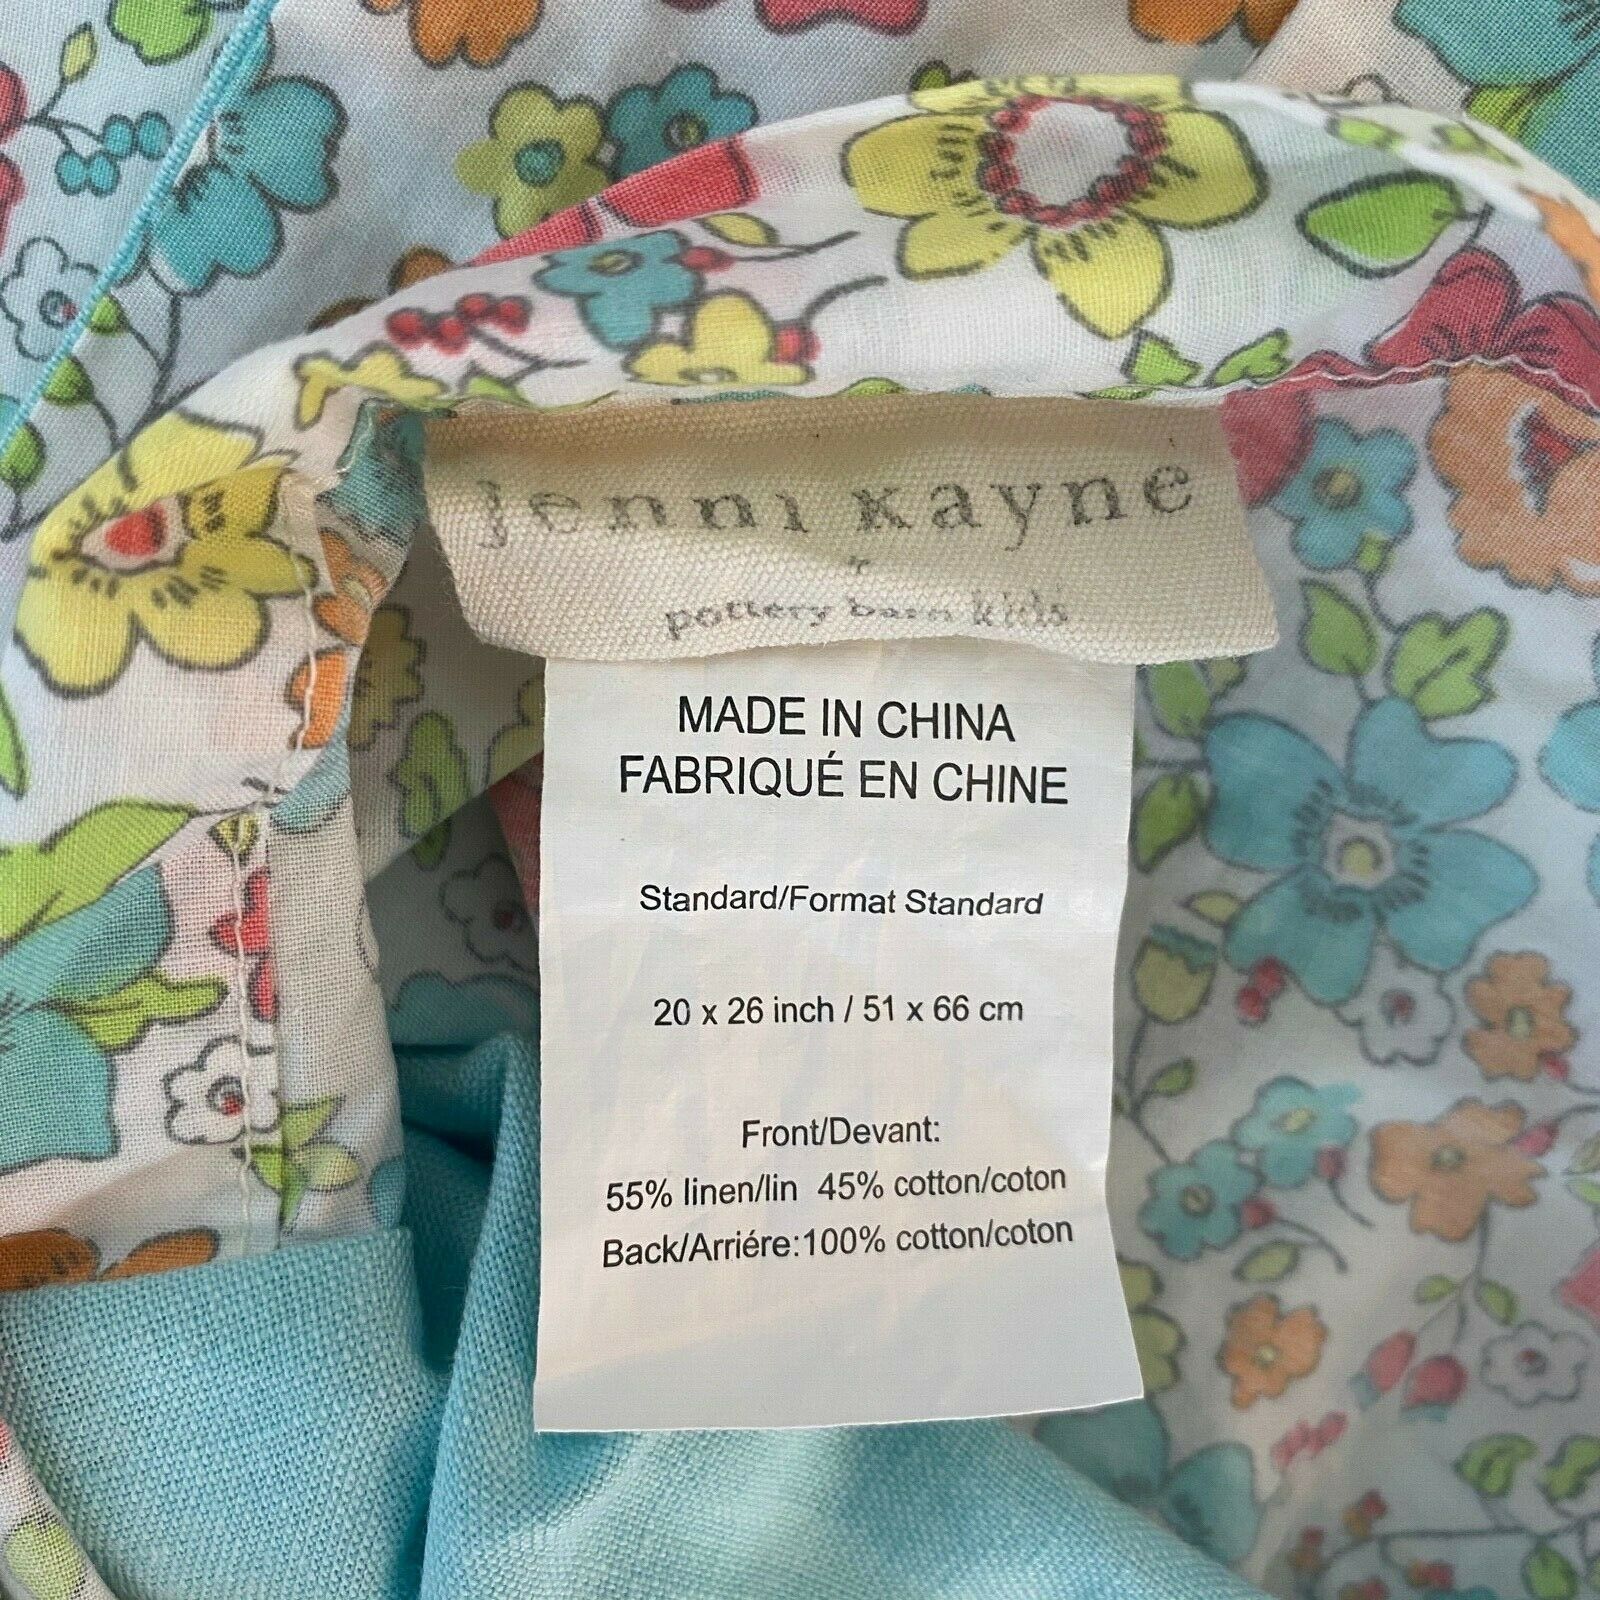 jenni kayne
pottery barn kids
MADE IN CHINA
FABRIQUÉ EN CHINE
Standard/Format Standard
20 x 26 inch / 51 x 66 cm
Front/Devant:
55% linen/lin 45% cotton/coton
Back/Arriére:100% cotton/coton